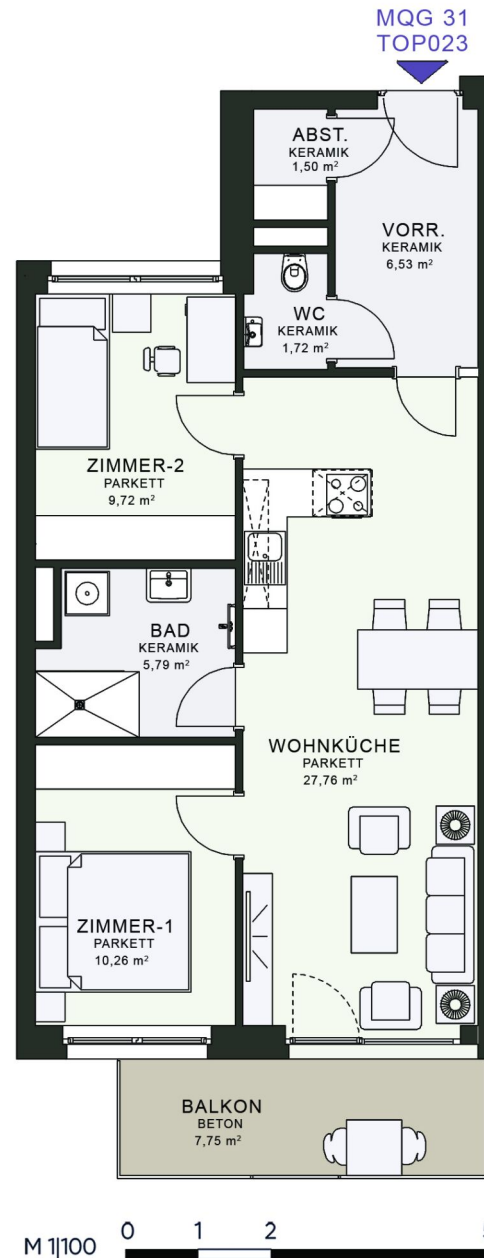 MQG 31
TOP023
ABST.
KERAMIK
1,50 m²
VORR.
KERAMIK
6,53 m²
WC
KERAMIK
1,72 m²
ZIMMER-2
PARKETT
9,72 m²
BAD
KERAMIK
5,79 m²
WOHNKÜCHE
PARKETT
27,76 m²
ZIMMER-1
PARKETT
10,26 m²
BALKON
BETON
7,75 m²
M 1|100 0 1 2